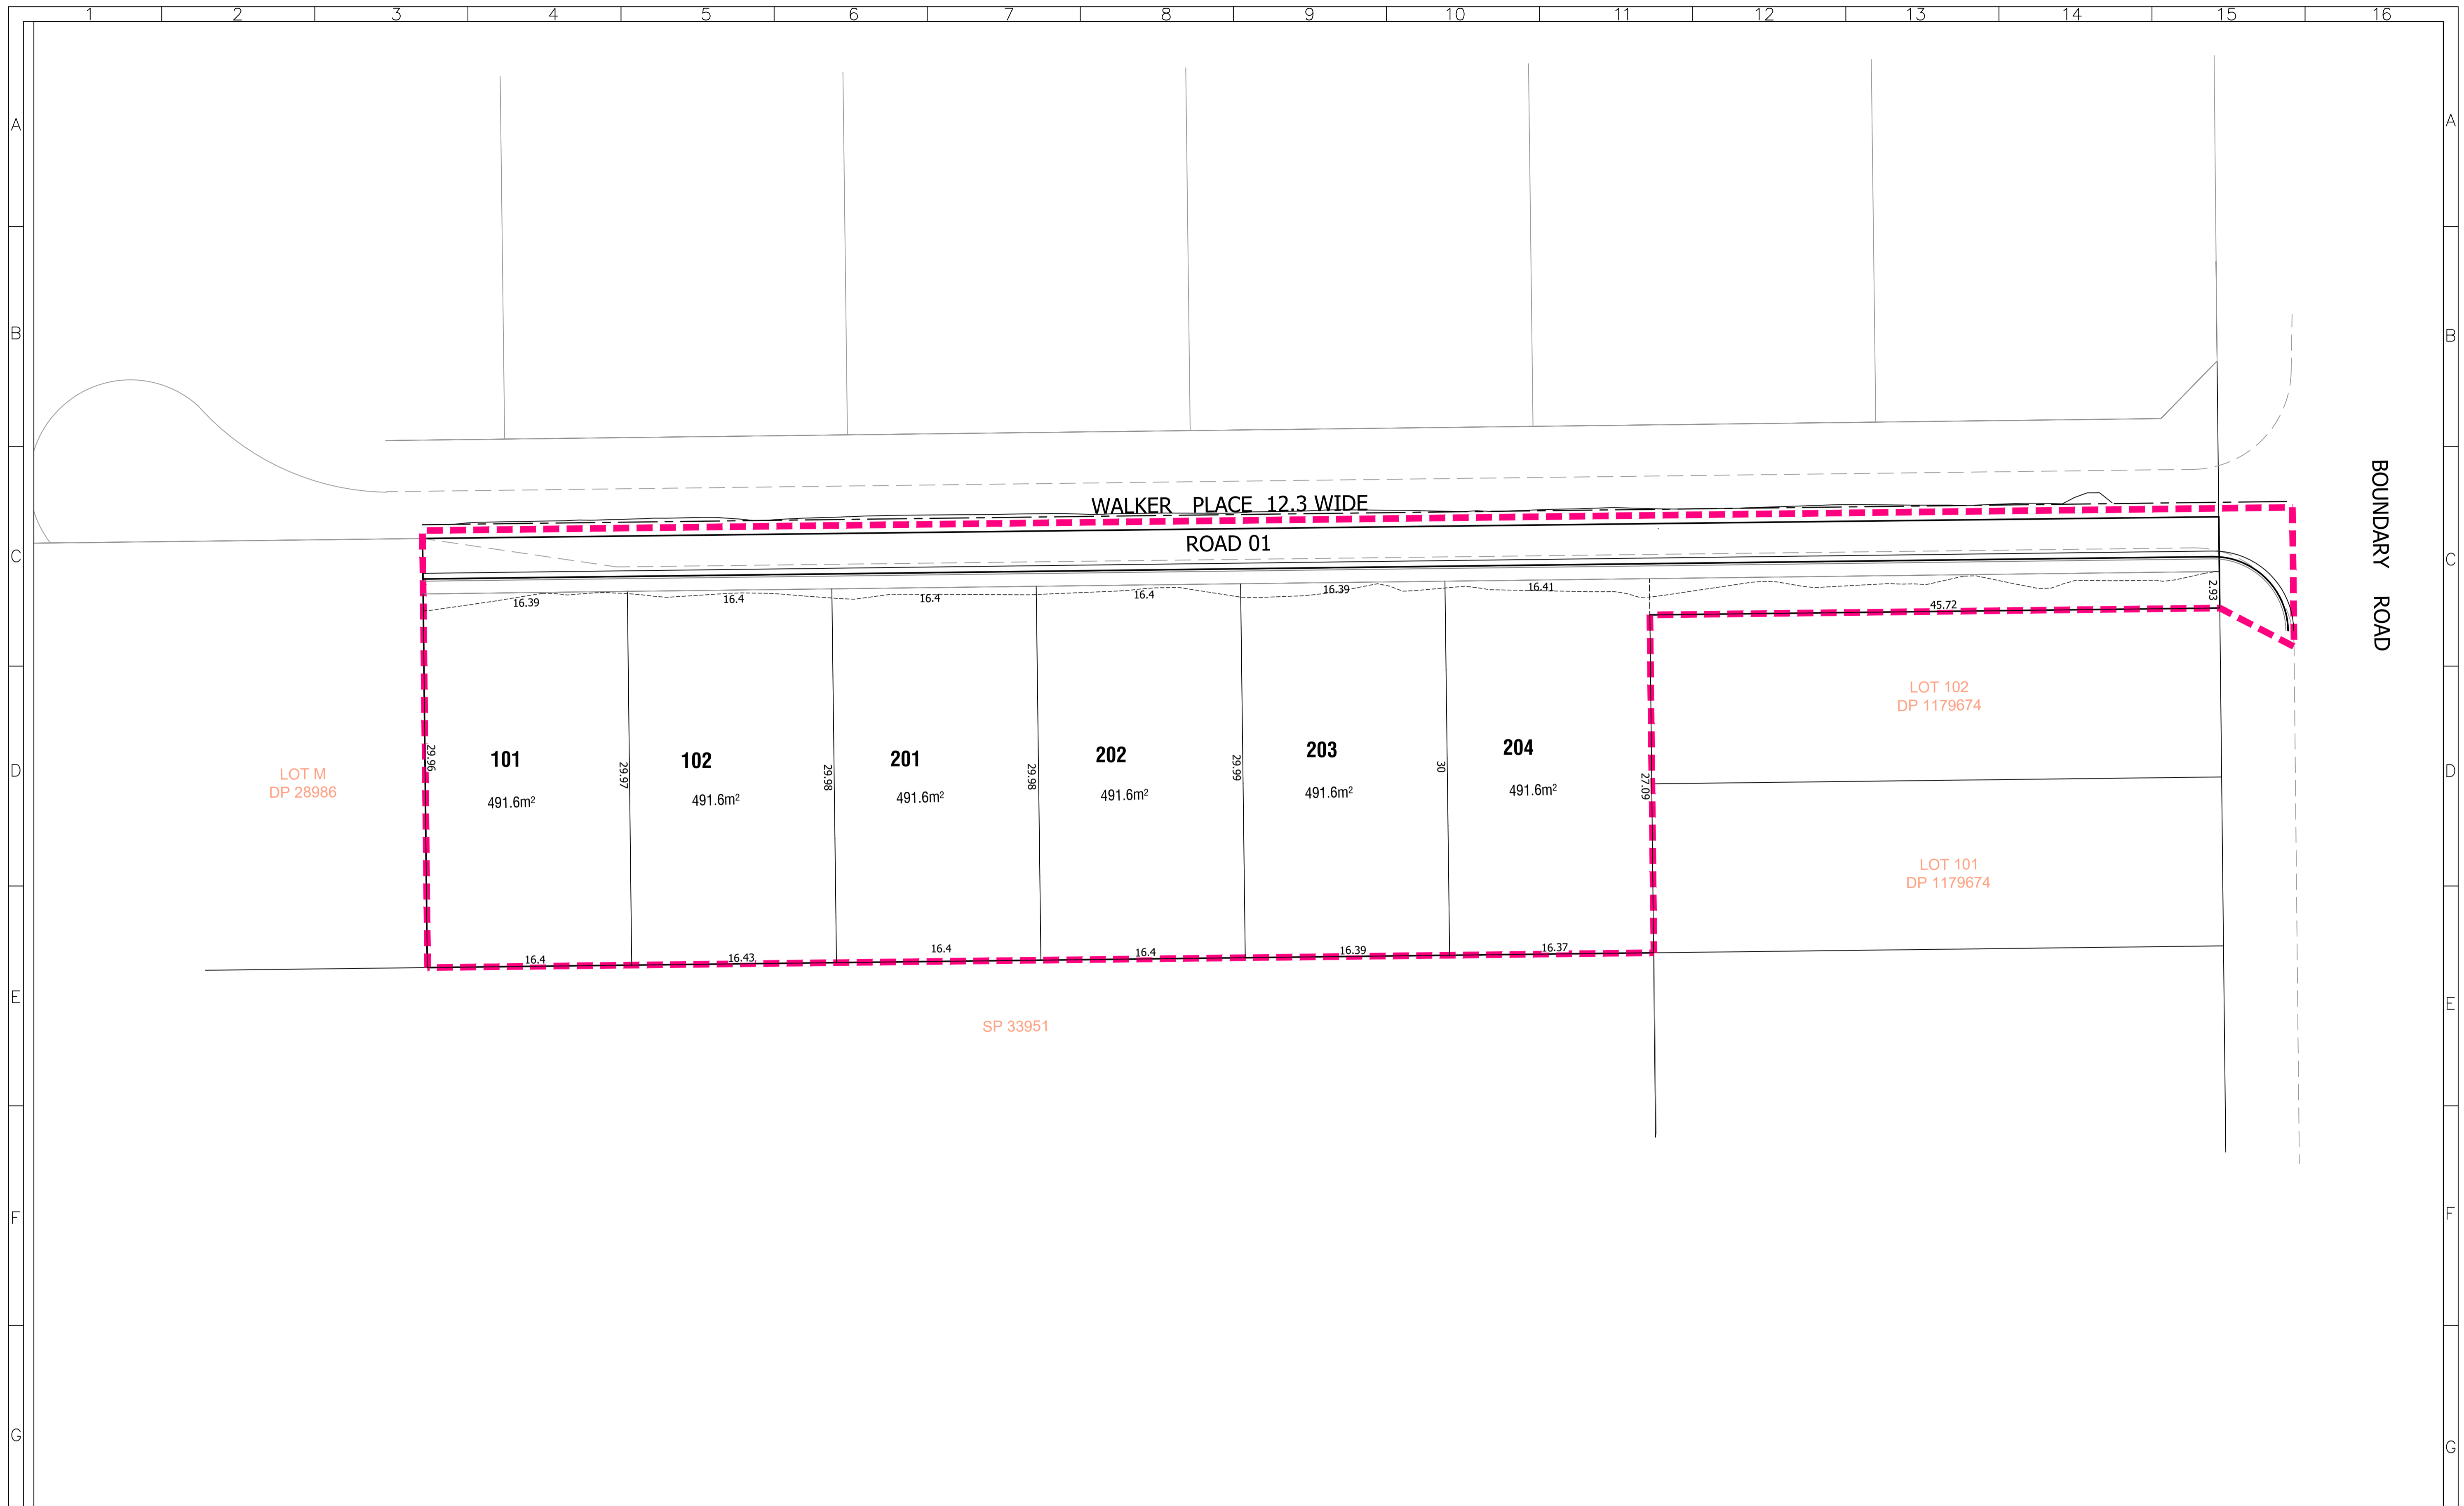 1 2 3 4 5 6 7 8 9 10 11 12 13 14 15 16
A A
B B
WALKER PLACE 12.3 WIDE
BOUNDARY ROAD
C ROAD 01 C
16.39 16.4 16.4 16.4 16.39 16.41
45.72
2.93
LOT 102
DP 1179674
101 102 201 202 203 204
29.96 29.97 29.98 29.98 29.99 30 27.09
D D
LOT M
DP 28986
491.6m² 491.6m² 491.6m² 491.6m² 491.6m² 491.6m²
LOT 101
DP 1179674
16.4 16.43 16.4 16.4 16.39 16.37
E E
SP 33951
F F
G G